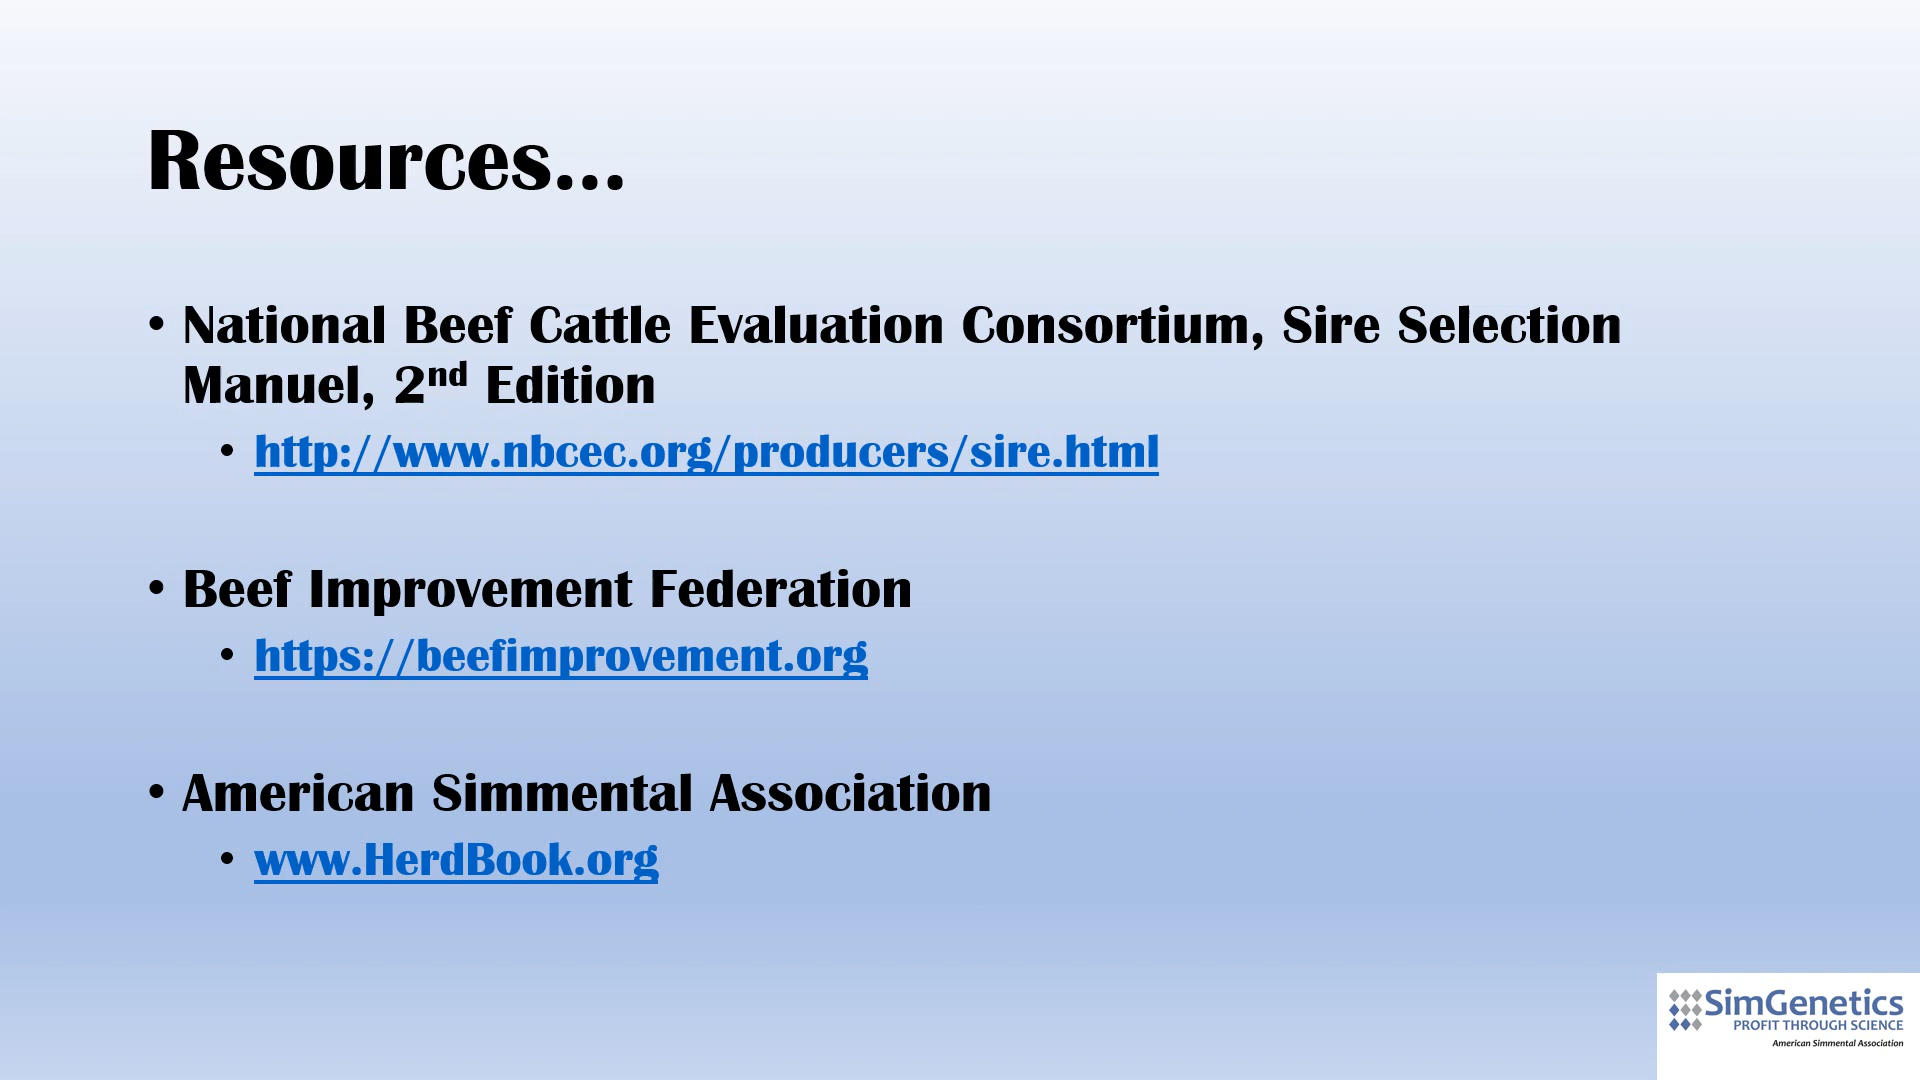 Resources...
• National Beef Cattle Evaluation Consortium, Sire Selection
Manuel, 2nd Edition
• http://www.nbcec.org/producers/sire.html
• Beef Improvement Federation
• https://beefimprovement.org
• American Simmental Association
• www.HerdBook.org
SimGenetics
PROFIT THROUGH SCIENCE
American Simmental Association